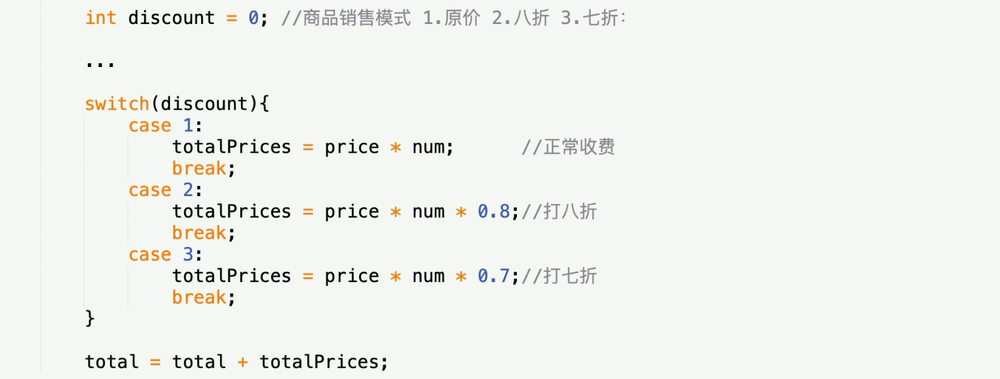 int discount = 0; //商品销售模式 1.原价 2.八折 3.七折:
...
switch(discount){
case 1:
totalPrices = price * num; //正常收费
break;
case 2:
totalPrices = price * num * 0.8;//打八折
break;
case 3:
totalPrices = price * num * 0.7;//打七折
break;
}
total = total + totalPrices;